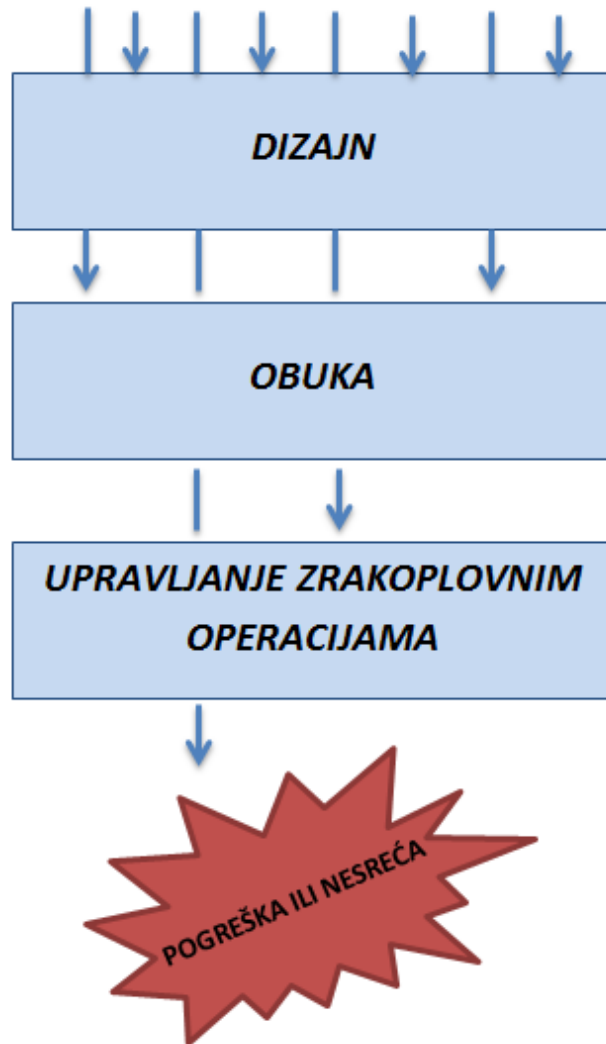 DIZAJN
OBUKA
UPRAVLJANJE ZRAKOPLOVNIM
OPERACIJAMA
POGREŠKA ILI NESREĆA